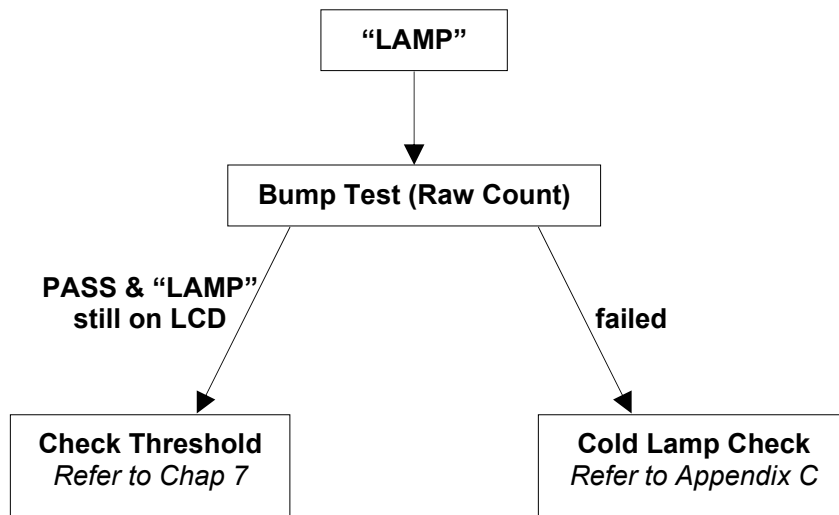 “LAMP”
Bump Test (Raw Count)
PASS & “LAMP”
still on LCD
failed
Check Threshold
Refer to Chap 7
Cold Lamp Check
Refer to Appendix C